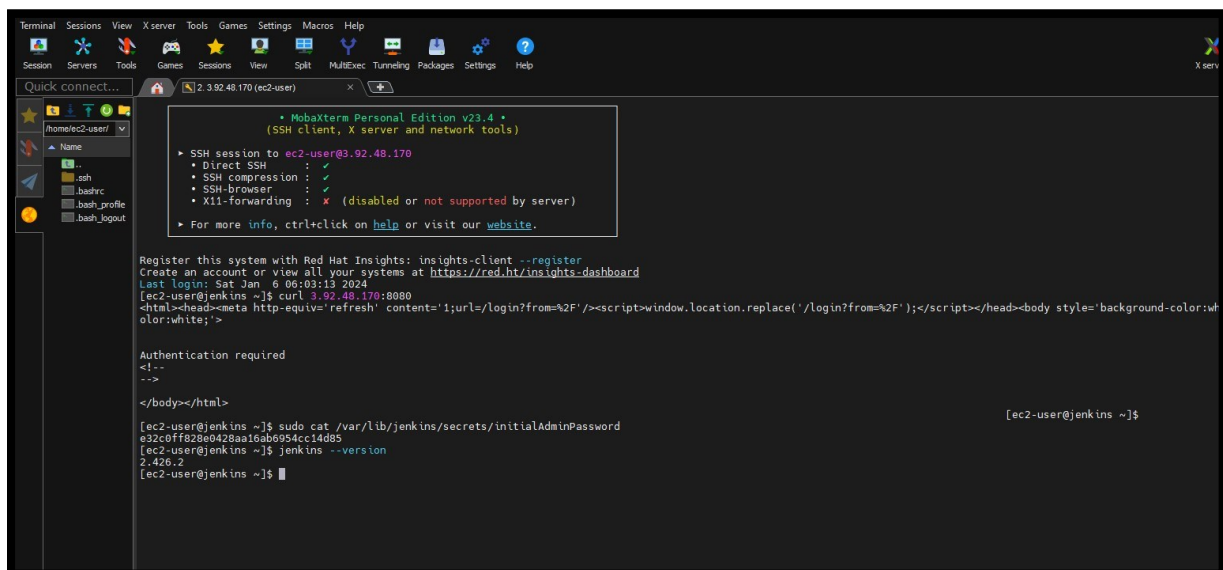 Terminal Sessions View X server Tools Games Settings Macros Help
Session Servers Tools Games Sessions View Split MultiExec Tunneling Packages Settings Help X serv
Quick connect... 2. 3.92.48.170 (ec2-user)
/home/ec2-user/
Name
..
.ssh
.bashrc
.bash_profile
.bash_logout
• MobaXterm Personal Edition v23.4 •
(SSH client, X server and network tools)
► SSH session to ec2-user@3.92.48.170
• Direct SSH : ✔
• SSH compression : ✔
• SSH-browser : ✔
• X11-forwarding : ✘ (disabled or not supported by server)
► For more info, ctrl+click on help or visit our website.
Register this system with Red Hat Insights: insights-client --register
Create an account or view all your systems at https://red.ht/insights-dashboard
Last login: Sat Jan 6 06:03:13 2024
[ec2-user@jenkins ~]$ curl 3.92.48.170:8080
<html><head><meta http-equiv='refresh' content='1;url=/login?from=%2F'/><script>window.location.replace('/login?from=%2F');</script></head><body style='background-color:wh
olor:white;'>
Authentication required
<!--
-->
</body></html>
[ec2-user@jenkins ~]$
[ec2-user@jenkins ~]$ sudo cat /var/lib/jenkins/secrets/initialAdminPassword
e32c0ff828e0428aa16ab6954cc14d85
[ec2-user@jenkins ~]$ jenkins --version
2.426.2
[ec2-user@jenkins ~]$